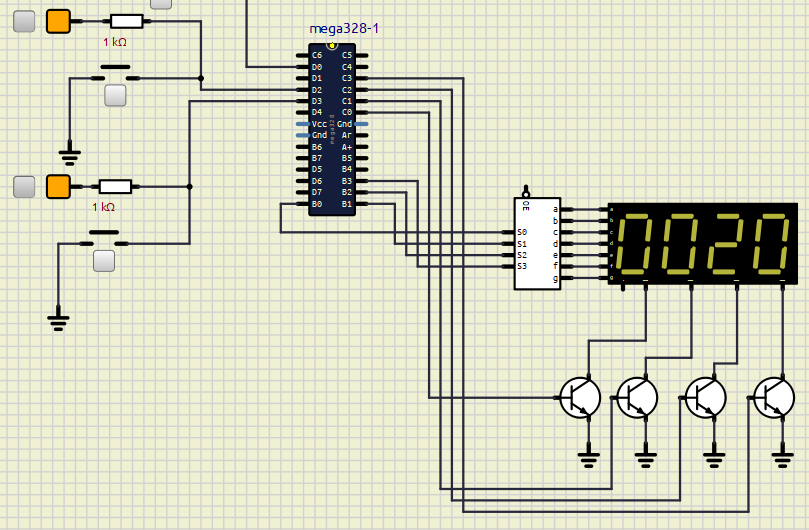 mega328-1
1 kΩ
C6 C5
D0 C4
D1 C3
D2 C2
D3 C1
D4 C0
Vcc Gnd
Gnd Ar
B6 A+
B7 B5
D5 B4
D6 B3
D7 B2
B0 B1
mega328
1 kΩ
OE
a
b
S0 c
S1 d
S2 e
S3 f
g
a
b
c
d
e
f
g
0020